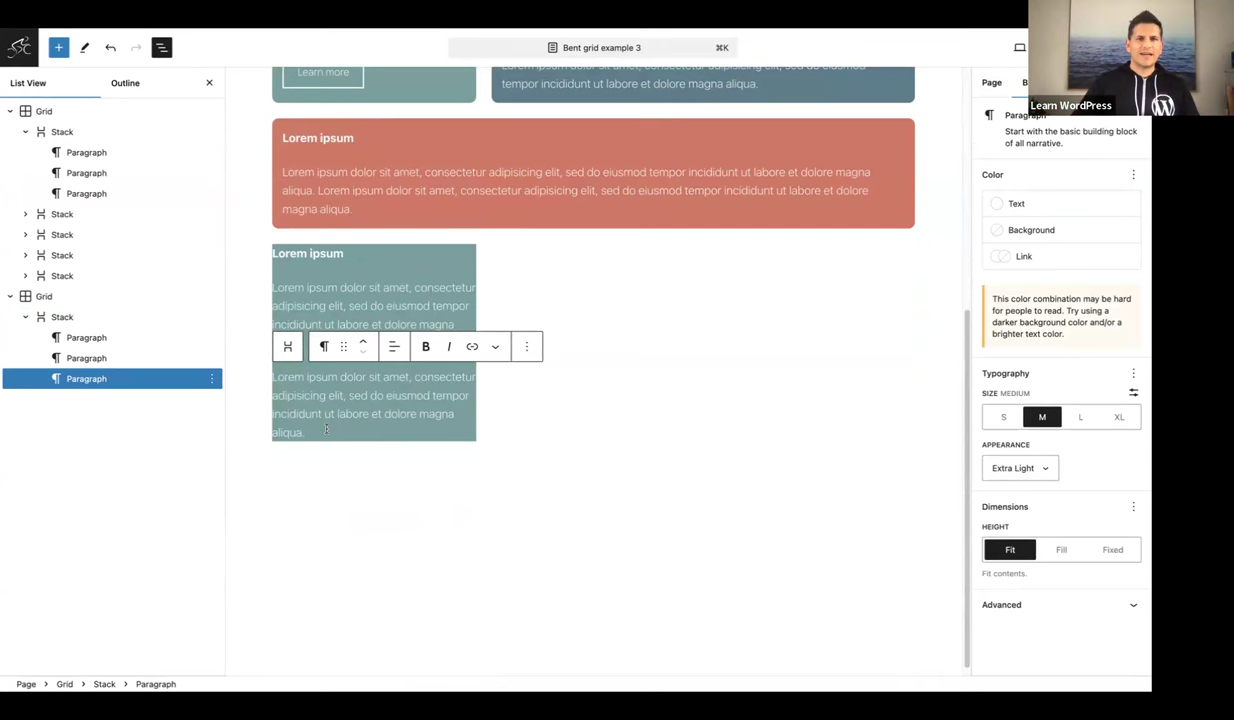 Bent grid example 3
⌘K
List View
Outline
Page
Grid
Stack
Paragraph
Paragraph
Paragraph
Stack
Stack
Stack
Stack
Grid
Stack
Paragraph
Paragraph
Paragraph
Learn more
tempor incididunt ut labore et dolore magna aliqua.
Lorem ipsum
Lorem ipsum dolor sit amet, consectetur adipisicing elit, sed do eiusmod tempor incididunt ut labore et dolore magna
aliqua. Lorem ipsum dolor sit amet, consectetur adipisicing elit, sed do eiusmod tempor incididunt ut labore et dolore
magna aliqua.
Lorem ipsum
Lorem ipsum dolor sit amet, consectetur
adipisicing elit, sed do eiusmod tempor
incididunt ut labore et dolore magna
B I
Lorem ipsum dolor sit amet, consectetur
adipisicing elit, sed do eiusmod tempor
incididunt ut labore et dolore magna
aliqua.
Learn WordPress
Paragraph
Start with the basic building block
of all narrative.
Color
Text
Background
Link
This color combination may be hard
for people to read. Try using a
darker background color and/or a
brighter text color.
Typography
SIZE MEDIUM
S M L XL
APPEARANCE
Extra Light
Dimensions
HEIGHT
Fit Fill Fixed
Fit contents.
Advanced
Page › Grid › Stack › Paragraph